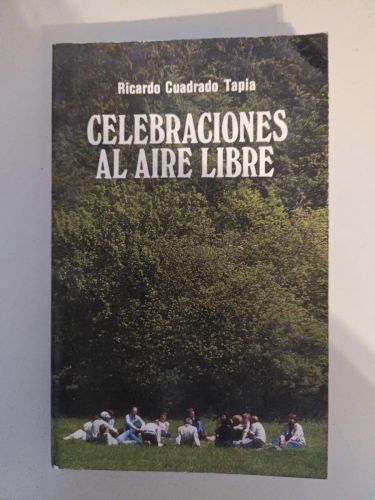 Ricardo Cuadrado Tapia
CELEBRACIONES
AL AIRE LIBRE